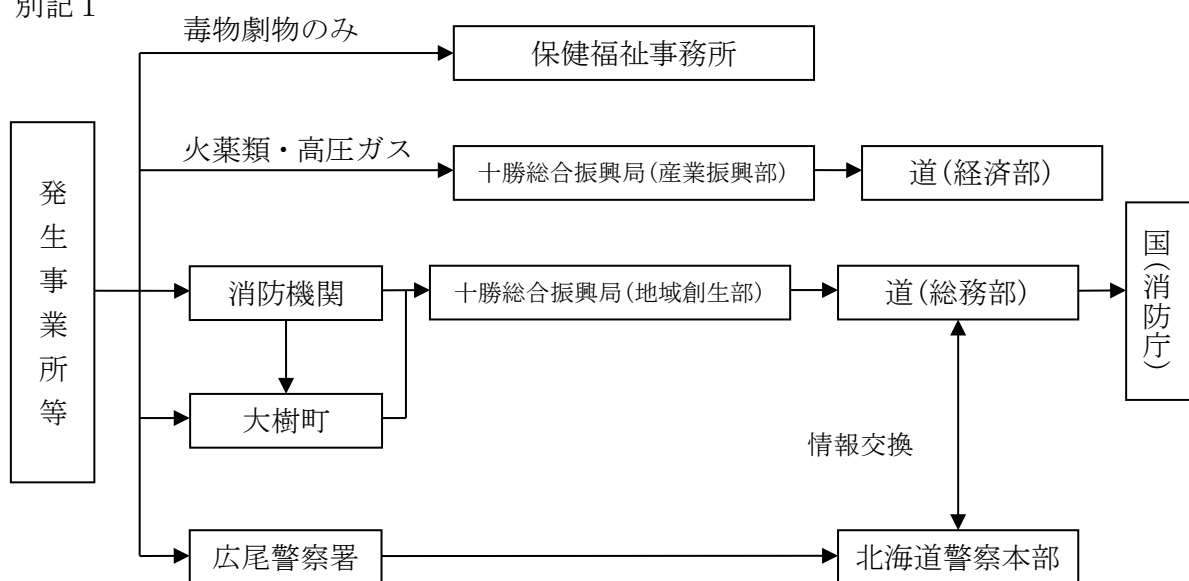 別記１
毒物劇物のみ
保健福祉事務所
火薬類・高圧ガス
十勝総合振興局(産業振興部)
道(経済部)
発生事業所等
消防機関
十勝総合振興局(地域創生部)
道(総務部)
国(消防庁)
大樹町
情報交換
広尾警察署
北海道警察本部